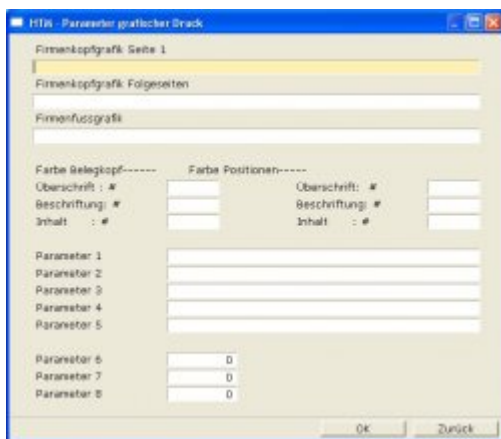 HTW - Parameter grafischer Druck
Firmenkopfgrafik Seite 1
Firmenkopfgrafik Folgeseiten
Firmenfussgrafik
Farbe Belegkopf------ Farbe Positionen-----
Überschrift : # Überschrift: #
Beschriftung: # Beschriftung: #
Inhalt : # Inhalt : #
Parameter 1
Parameter 2
Parameter 3
Parameter 4
Parameter 5
Parameter 6 0
Parameter 7 0
Parameter 8 0
OK Zurück